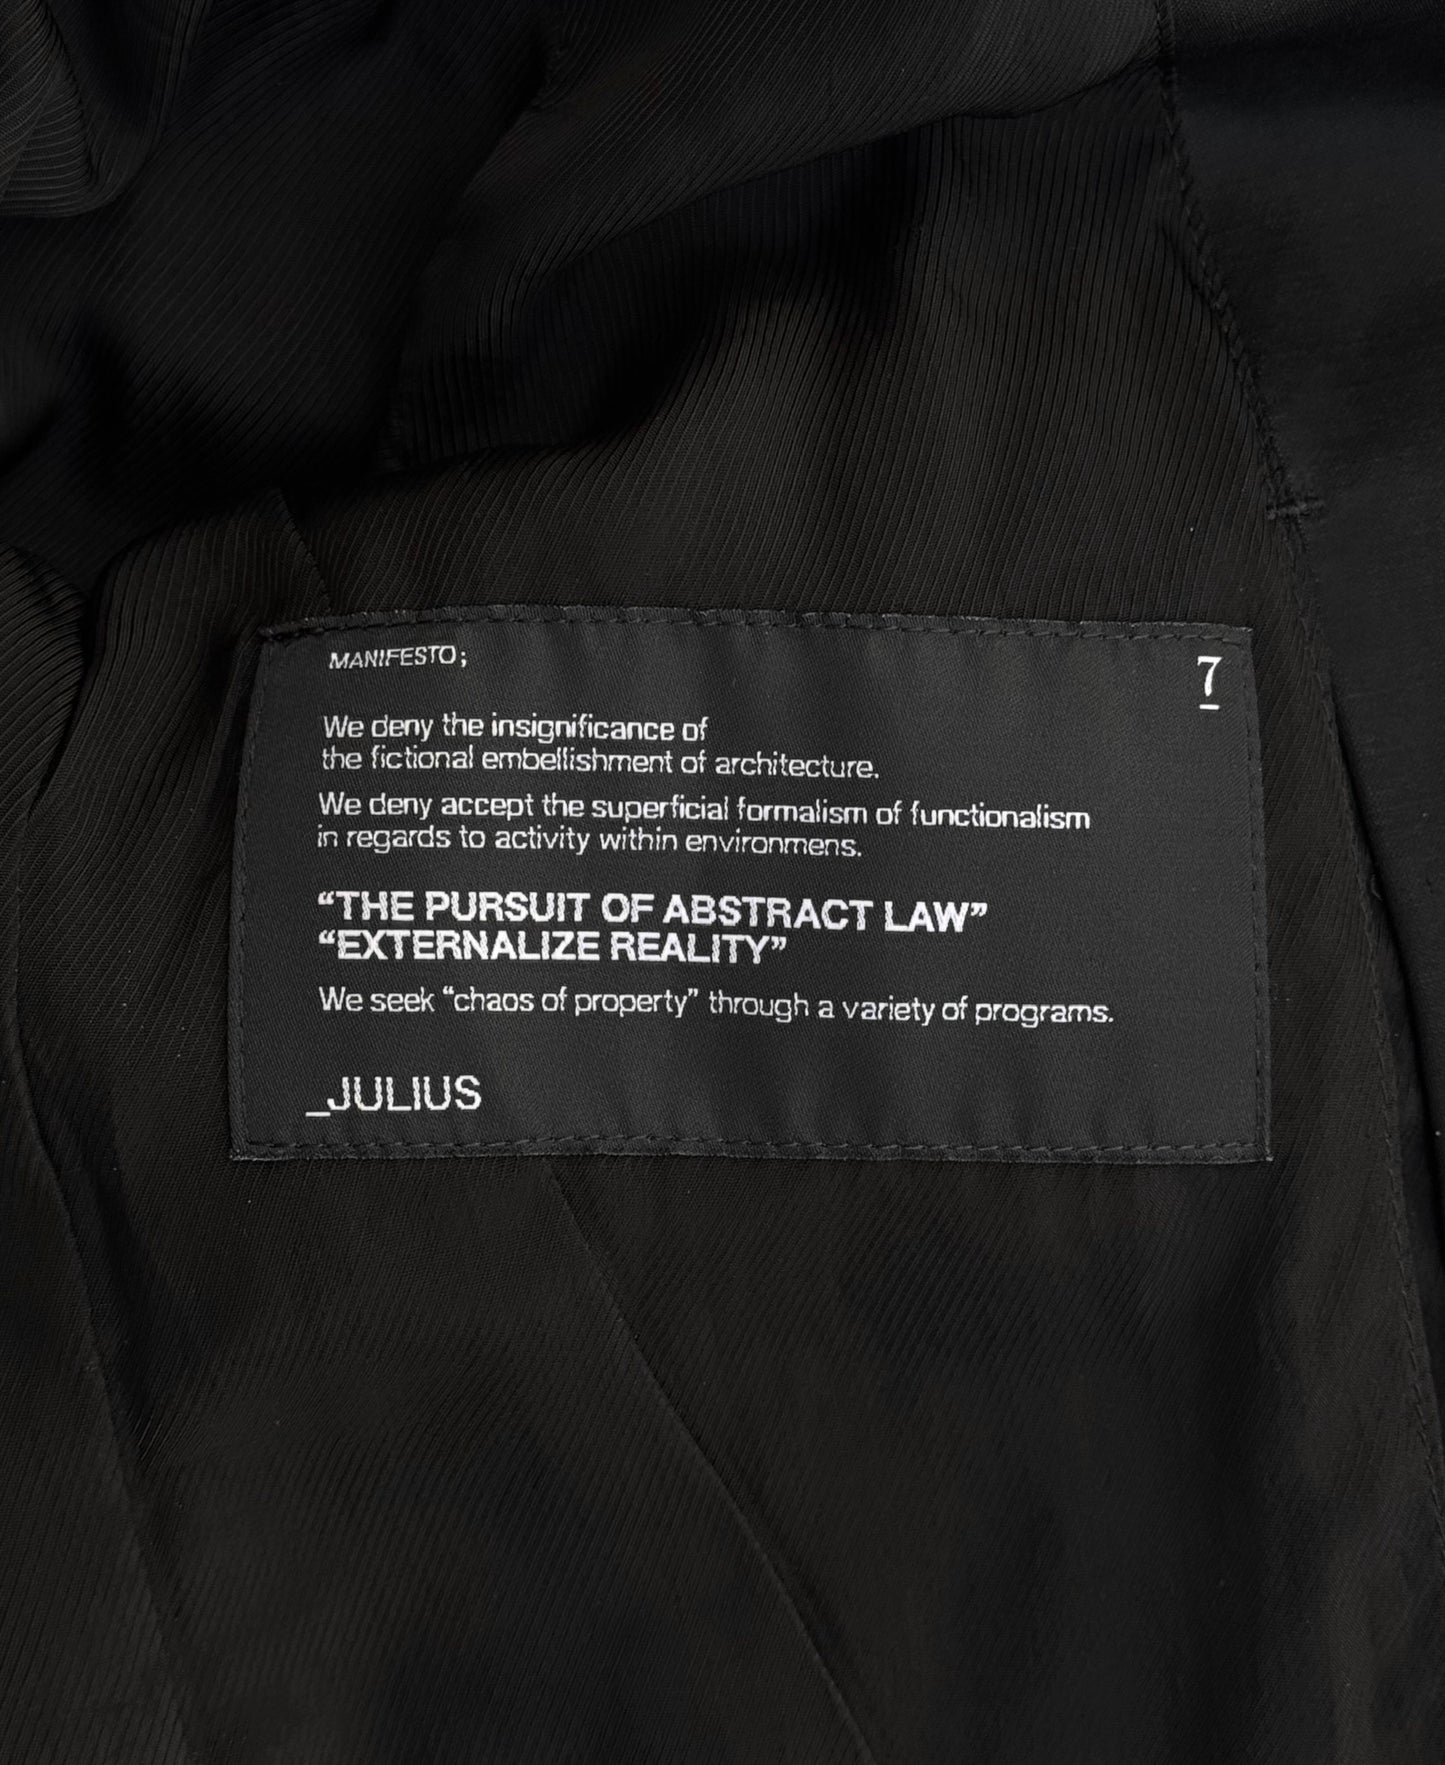 MANIFESTO;
7
We deny the insignificance of
the fictional embellishment of architecture.
We deny accept the superficial formalism of functionalism
in regards to activity within environmens.
“THE PURSUIT OF ABSTRACT LAW”
“EXTERNALIZE REALITY”
We seek “chaos of property” through a variety of programs.
_JULIUS